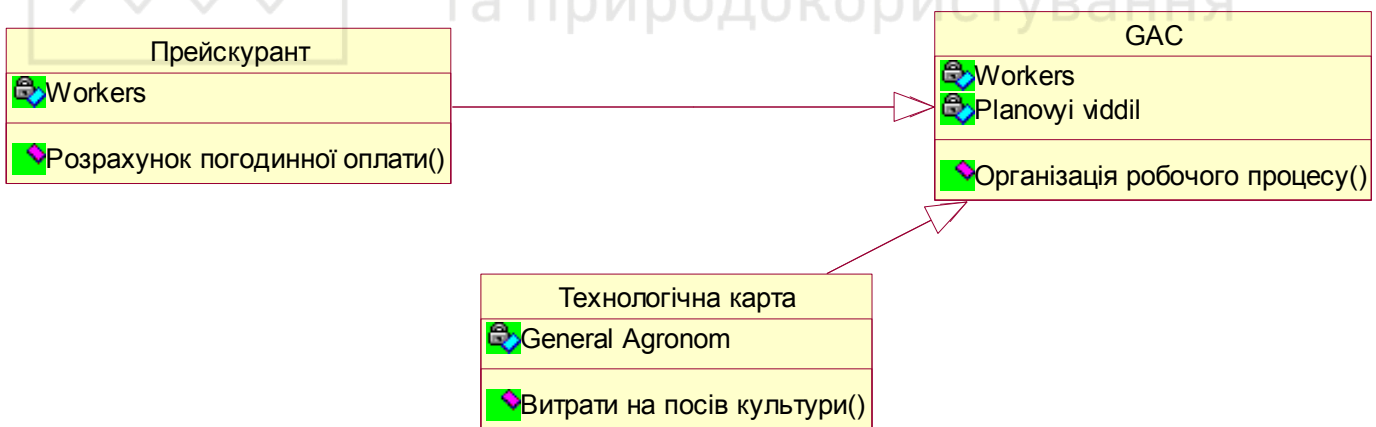 та природокористування
Прейскурант
Workers
Розрахунок погодинної оплати()
GAC
Workers
Planovyi viddil
Організація робочого процесу()
Технологічна карта
General Agronom
Витрати на посів культури()